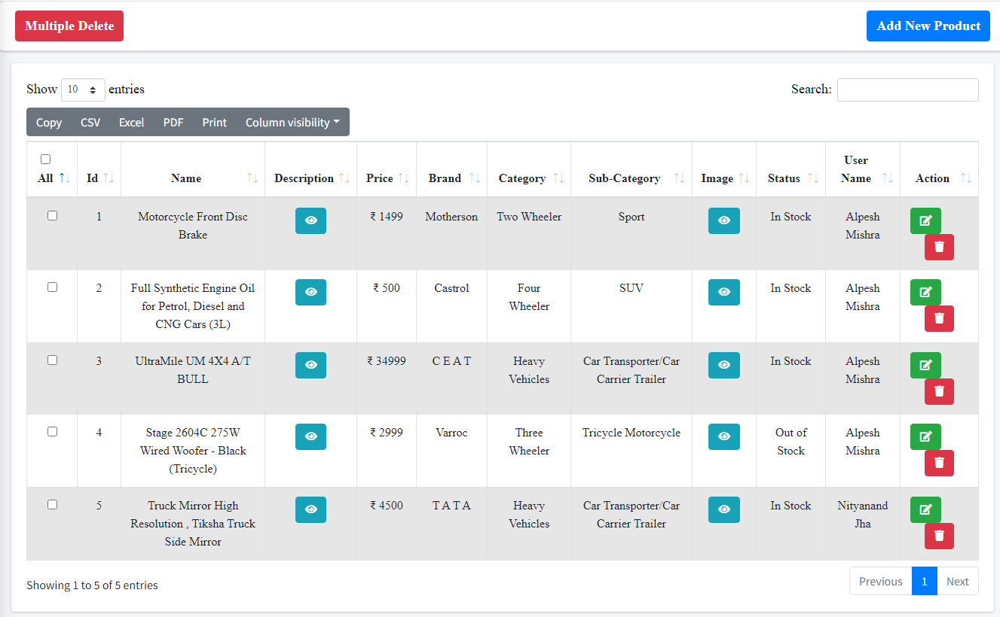 Multiple Delete
Add New Product
Show 10 entries
Search:
Copy CSV Excel PDF Print Column visibility
All Id Name Description Price Brand Category Sub-Category Image Status User Name Action
1 Motorcycle Front Disc Brake ₹ 1499 Motherson Two Wheeler Sport In Stock Alpesh Mishra
2 Full Synthetic Engine Oil for Petrol, Diesel and CNG Cars (3L) ₹ 500 Castrol Four Wheeler SUV In Stock Alpesh Mishra
3 UltraMile UM 4X4 A/T BULL ₹ 34999 C E A T Heavy Vehicles Car Transporter/Car Carrier Trailer In Stock Alpesh Mishra
4 Stage 2604C 275W Wired Woofer - Black (Tricycle) ₹ 2999 Varroc Three Wheeler Tricycle Motorcycle Out of Stock Alpesh Mishra
5 Truck Mirror High Resolution , Tiksha Truck Side Mirror ₹ 4500 T A T A Heavy Vehicles Car Transporter/Car Carrier Trailer In Stock Nityanand Jha
Showing 1 to 5 of 5 entries
Previous 1 Next